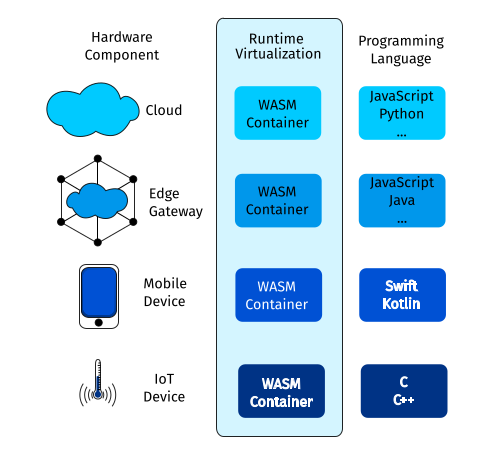 Hardware
Component
Runtime
Virtualization
Programming
Language
Cloud
WASM
Container
JavaScript
Python
...
Edge
Gateway
WASM
Container
JavaScript
Java
...
Mobile
Device
WASM
Container
Swift
Kotlin
IoT
Device
WASM
Container
C
C++